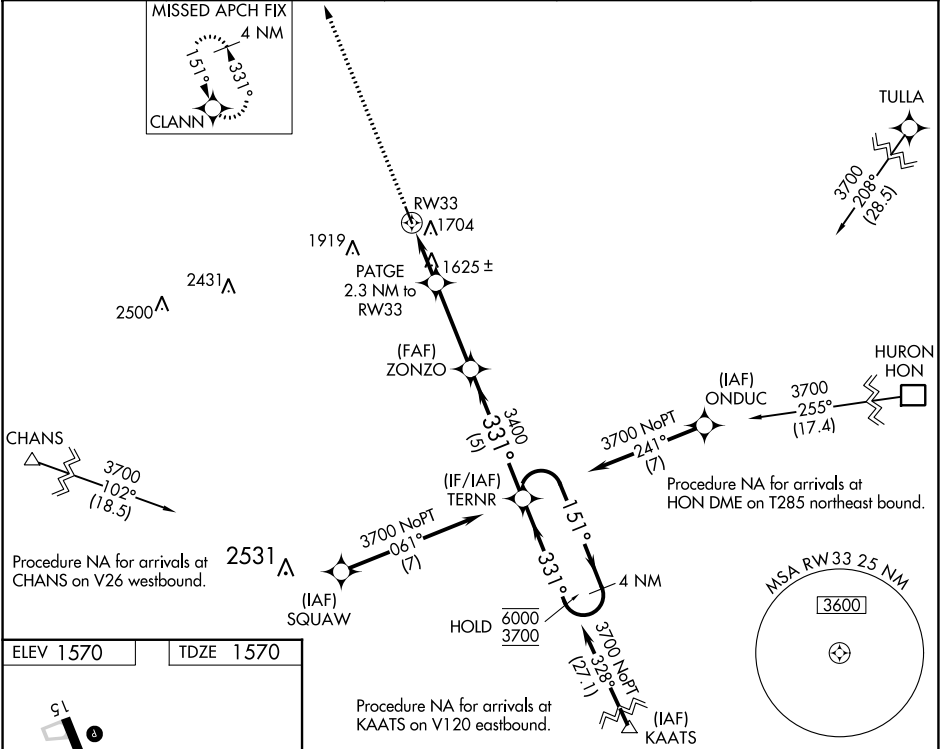 MISSED APCH FIX
4 NM
151°
331°
CLANN
TULLA
3700
208°
(28.5)
RW33
1704
1919
1625 ±
PATGE
2.3 NM to
RW33
2431
2500
(FAF)
ZONZO
HURON
HON
(IAF)
ONDUC
3700
255°
(17.4)
3400
331°
(5)
3700 NoPT
241°
(7)
CHANS
3700
102°
(18.5)
(IF/IAF)
TERNR
151°
Procedure NA for arrivals at
HON DME on T285 northeast bound.
3700 NoPT
061°
(7)
Procedure NA for arrivals at
CHANS on V26 westbound.
2531
(IAF)
SQUAW
331°
4 NM
HOLD
6000
3700
MSA RW33 25 NM
3600
3700 NoPT
328°
(27.1)
(IAF)
KAATS
Procedure NA for arrivals at
KAATS on V120 eastbound.
ELEV 1570
TDZE 1570
15
P